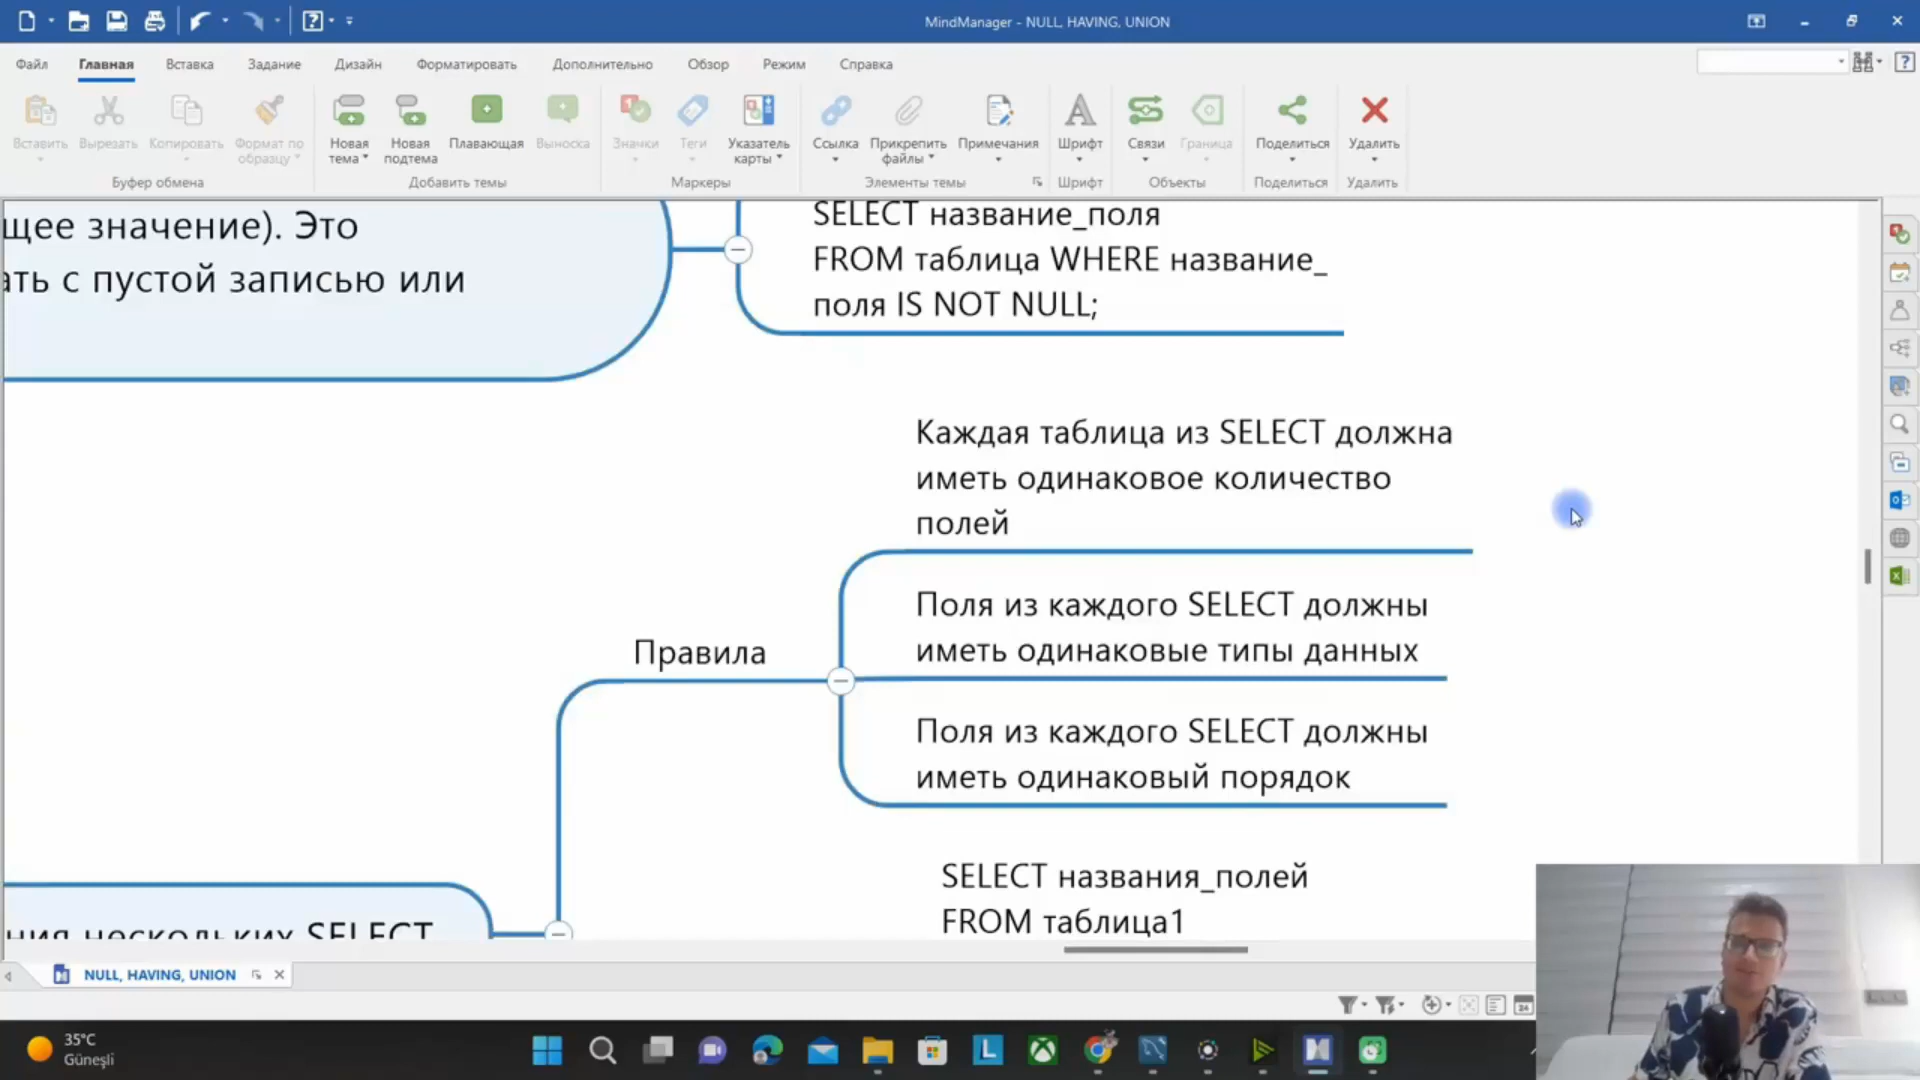 MindManager - NULL, HAVING, UNION
Файл Главная Вставка Задание Дизайн Форматировать Дополнительно Обзор Режим Справка
Вставить Вырезать Копировать Формат по образцу Новая тема Новая подтема Плавающая Выноска Значки Теги Указатель карты Ссылка Прикрепить файлы Примечания Шрифт Связи Граница Поделиться Удалить
Буфер обмена Добавить темы Маркеры Элементы темы Шрифт Объекты Поделиться Удалить
щее значение). Это
ать с пустой записью или
SELECT название_поля
FROM таблица WHERE название_
поля IS NOT NULL;
Каждая таблица из SELECT должна
иметь одинаковое количество
полей
Поля из каждого SELECT должны
иметь одинаковые типы данных
Правила
Поля из каждого SELECT должны
иметь одинаковый порядок
SELECT названия_полей
FROM таблица1
ния нескольких SELECT
NULL, HAVING, UNION
35°C
Güneşli